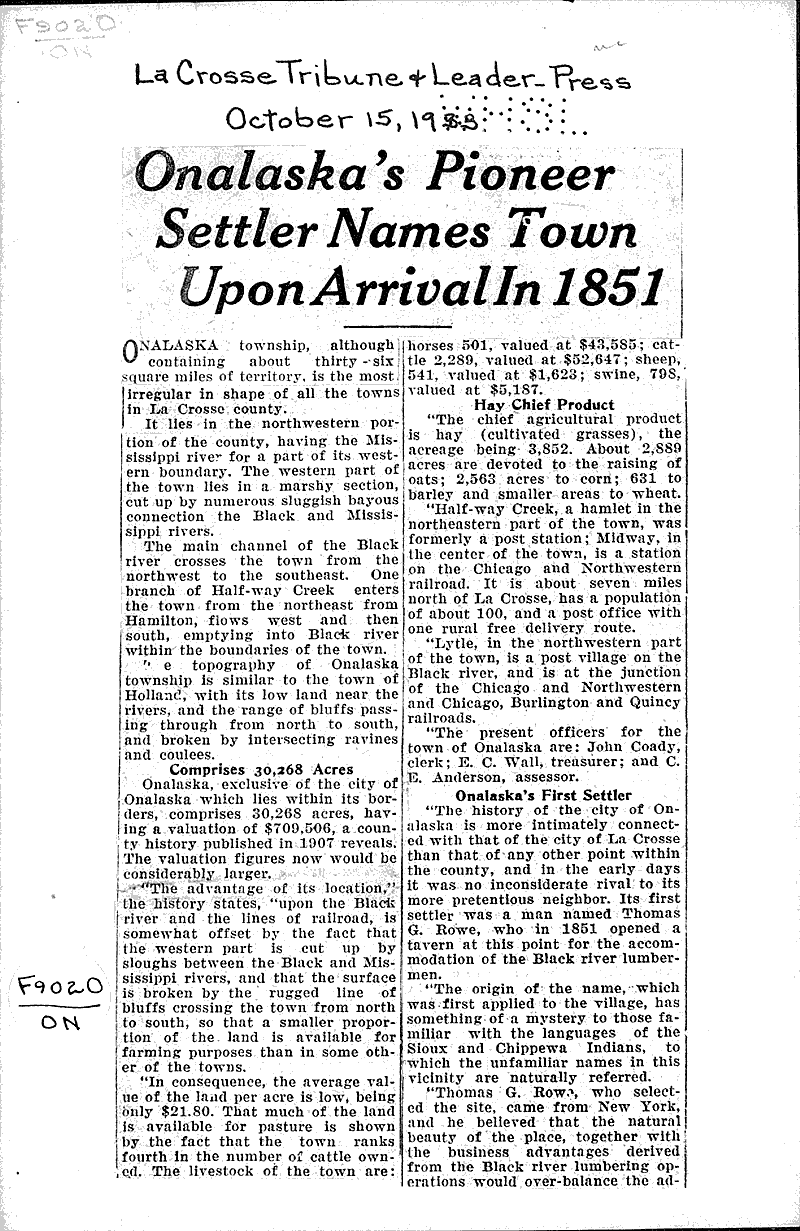 F902O
ON
La Crosse Tribune & Leader-Press
October 15, 19
Onalaska's Pioneer
Settler Names Town
Upon Arrival In 1851
ONALASKA township, although
containing about thirty-six
square miles of territory, is the most
irregular in shape of all the towns
in La Crosse county.
It lies in the northwestern por-
tion of the county, having the Mis-
sissippi river for a part of its west-
ern boundary. The western part of
the town lies in a marshy section,
cut up by numerous sluggish bayous
connection the Black and Missis-
sippi rivers.
The main channel of the Black
river crosses the town from the
northwest to the southeast. One
branch of Half-way Creek enters
the town from the northeast from
Hamilton, flows west and then
south, emptying into Black river
within the boundaries of the town.
e topography of Onalaska
township is similar to the town of
Holland, with its low land near the
rivers, and the range of bluffs pass-
ing through from north to south,
and broken by intersecting ravines
and coulees.
Comprises 30,268 Acres
Onalaska, exclusive of the city of
Onalaska which lies within its bor-
ders, comprises 30,268 acres, hav-
ing a valuation of $709,506, a coun-
ty history published in 1907 reveals.
The valuation figures now would be
considerably larger.
"The advantage of its location,"
the history states, "upon the Black
river and the lines of railroad, is
somewhat offset by the fact that
the western part is cut up by
sloughs between the Black and Mis-
sissippi rivers, and that the surface
is broken by the rugged line of
bluffs crossing the town from north
to south, so that a smaller propor-
tion of the land is available for
farming purposes than in some oth-
er of the towns.
"In consequence, the average val-
ue of the land per acre is low, being
only $21.80. That much of the land
is available for pasture is shown
by the fact that the town ranks
fourth in the number of cattle own-
ed. The livestock of the town are:
horses 501, valued at $43,585; cat-
tle 2,289, valued at $52,647; sheep,
541, valued at $1,623; swine, 798,
valued at $5,187.
Hay Chief Product
"The chief agricultural product
is hay (cultivated grasses), the
acreage being 3,852. About 2,889
acres are devoted to the raising of
oats; 2,563 acres to corn; 631 to
barley and smaller areas to wheat.
"Half-way Creek, a hamlet in the
northeastern part of the town, was
formerly a post station; Midway, in
the center of the town, is a station
on the Chicago and Northwestern
railroad. It is about seven miles
north of La Crosse, has a population
of about 100, and a post office with
one rural free delivery route.
"Lytle, in the northwestern part
of the town, is a post village on the
Black river, and is at the junction
of the Chicago and Northwestern
and Chicago, Burlington and Quincy
railroads.
"The present officers for the
town of Onalaska are: John Coady,
clerk; E. C. Wall, treasurer; and C.
E. Anderson, assessor.
Onalaska's First Settler
"The history of the city of On-
alaska is more intimately connect-
ed with that of the city of La Crosse
than that of any other point within
the county, and in the early days
it was no inconsiderate rival to its
more pretentious neighbor. Its first
settler was a man named Thomas
G. Rowe, who in 1851 opened a
tavern at this point for the accom-
modation of the Black river lumber-
men.
"The origin of the name, which
was first applied to the village, has
something of a mystery to those fa-
miliar with the languages of the
Sioux and Chippewa Indians, to
which the unfamiliar names in this
vicinity are naturally referred.
"Thomas G. Rowe, who select-
ed the site, came from New York,
and he believed that the natural
beauty of the place, together with
the business advantages derived
from the Black river lumbering op-
erations would over-balance the ad-
F902O
ON